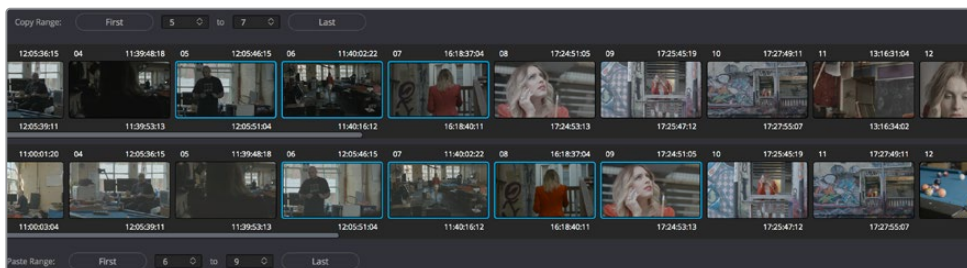 Copy Range: First 5 to 7 Last
12:05:36:15 04 11:39:48:18 05 12:05:46:15 06 11:40:02:22 07 16:18:37:04 08 17:24:51:05 09 17:25:45:19 10 17:27:49:11 11 13:16:31:04 12
12:05:39:11 11:39:53:13 12:05:51:04 11:40:16:12 16:18:40:11 17:24:53:13 17:25:47:12 17:27:55:07 13:16:34:02
11:00:01:20 04 12:05:36:15 05 11:39:48:18 06 12:05:46:15 07 11:40:02:22 08 16:18:37:04 09 17:24:51:05 10 17:25:45:19 11 17:27:49:11 12
11:00:03:04 12:05:39:11 11:39:53:13 12:05:51:04 11:40:16:12 16:18:40:11 17:24:53:13 17:25:47:12 17:27:55:07
Paste Range: First 6 to 9 Last